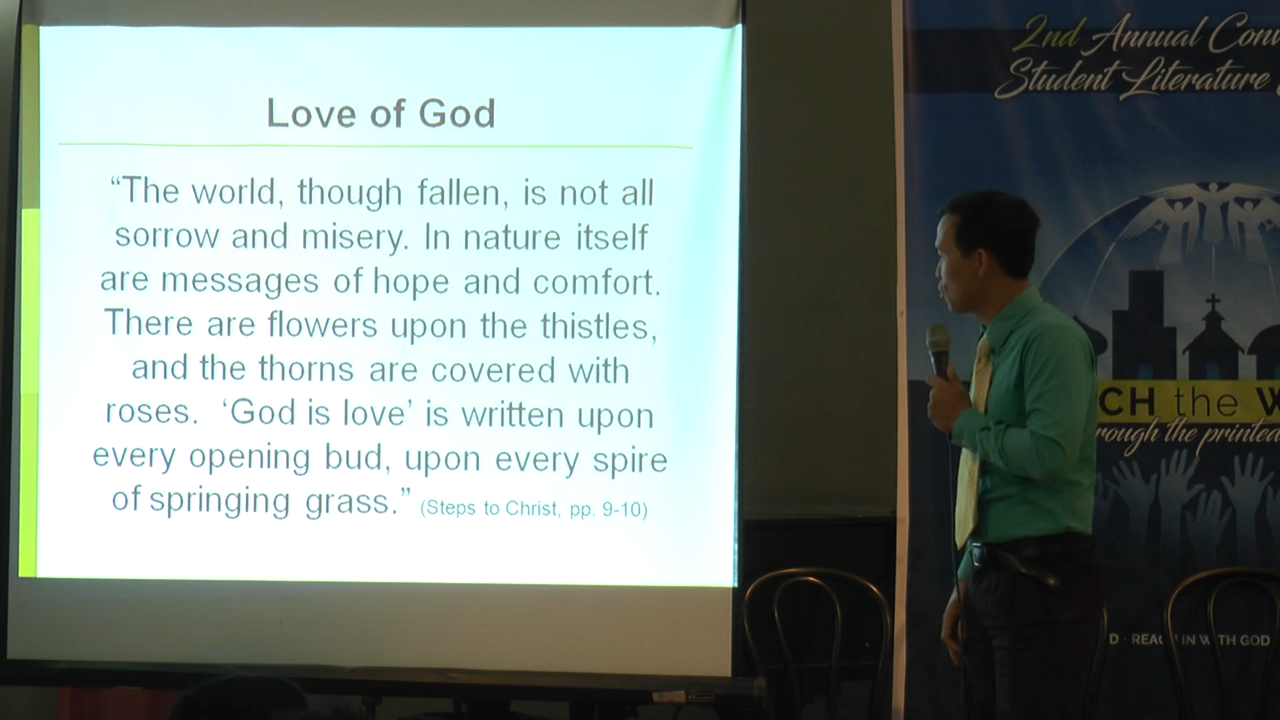 Love of God
“The world, though fallen, is not all
sorrow and misery. In nature itself
are messages of hope and comfort.
There are flowers upon the thistles,
and the thorns are covered with
roses. ‘God is love’ is written upon
every opening bud, upon every spire
of springing grass.” (Steps to Christ, pp. 9-10)
2nd Annual
Student Literature
CH the W
the printed
IN WITH GOD